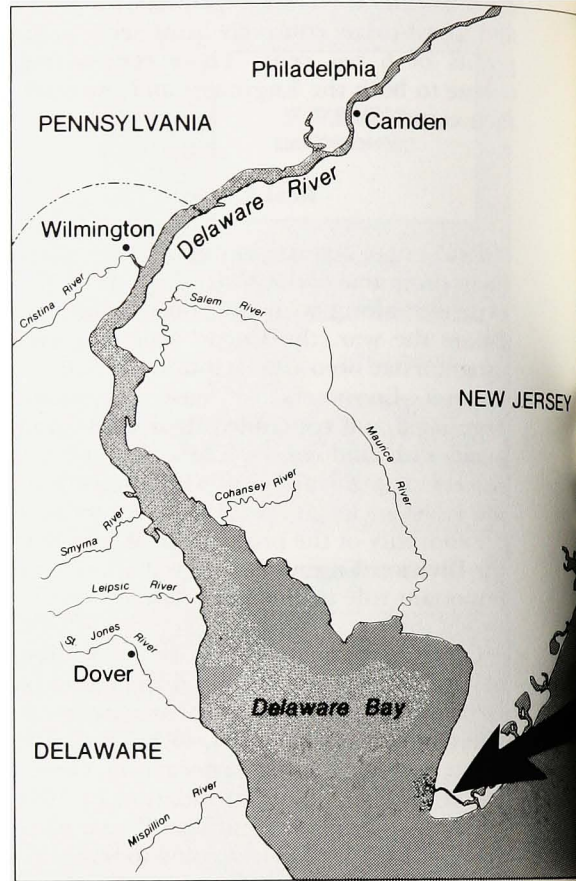 Philadelphia
Camden
PENNSYLVANIA
Delaware River
Wilmington
Cristina River
Salem River
NEW JERSEY
Maurice River
Cohansey River
Smyrna River
Leipsic River
St Jones River
Dover
Delaware Bay
DELAWARE
Mispillion River